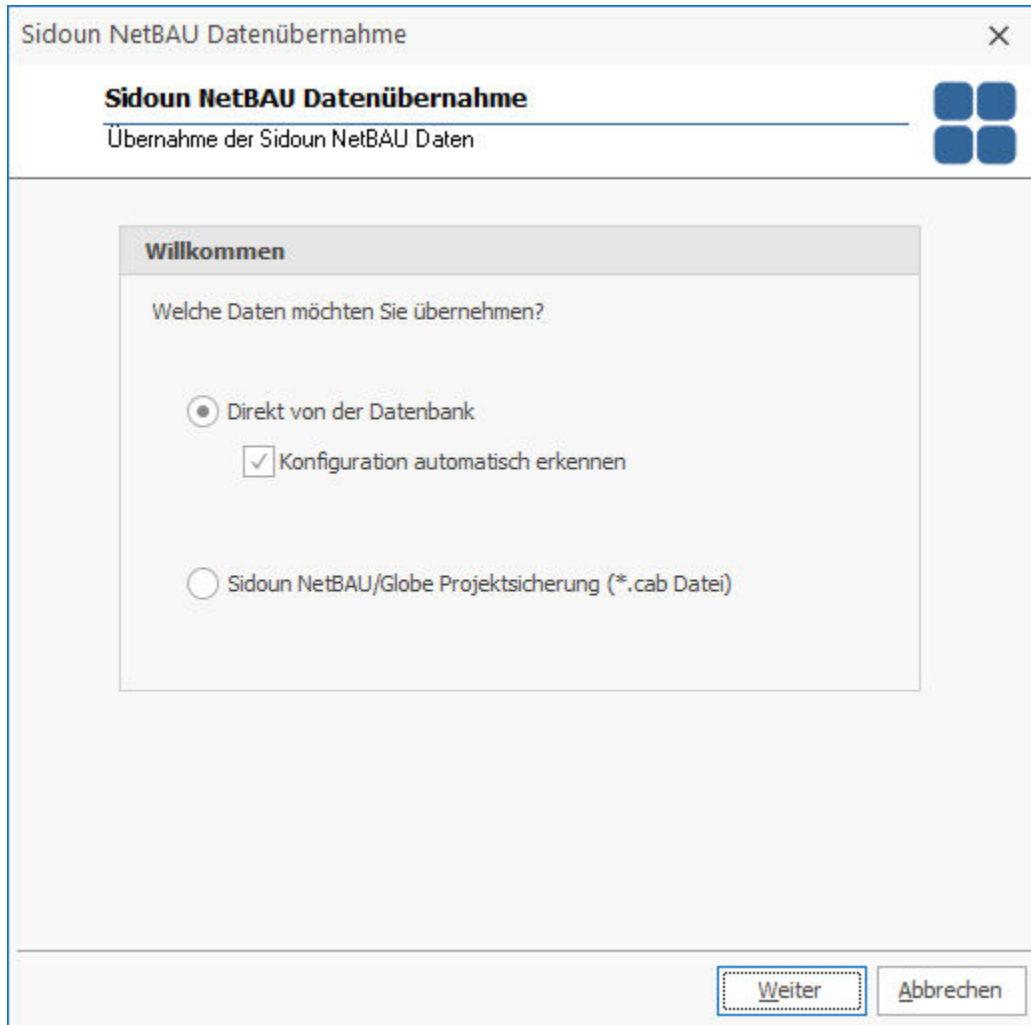 Sidoun NetBAU Datenübernahme
Sidoun NetBAU Datenübernahme
Übernahme der Sidoun NetBAU Daten
Willkommen
Welche Daten möchten Sie übernehmen?
Direkt von der Datenbank
Konfiguration automatisch erkennen
Sidoun NetBAU/Globe Projektsicherung (*.cab Datei)
Weiter
Abbrechen